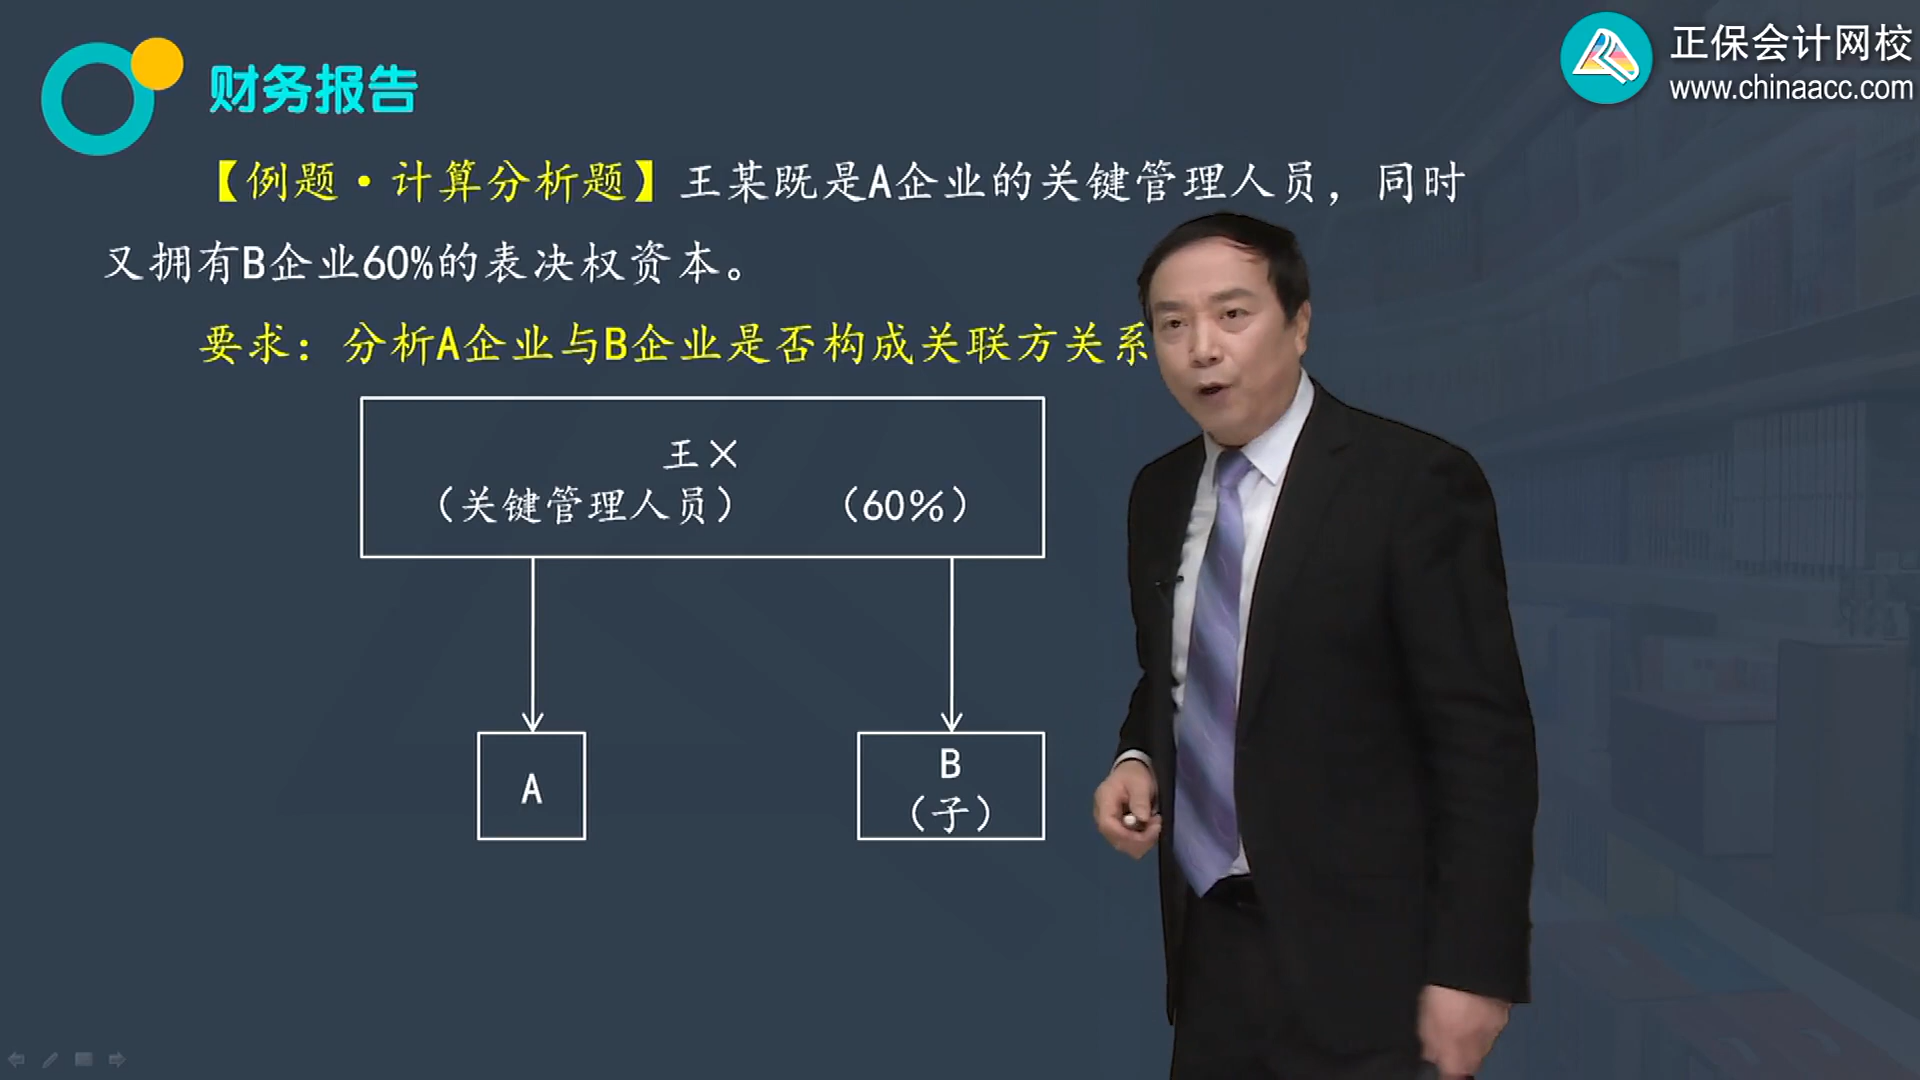 正保会计网校
www.chinaacc.com
财务报告
【例题·计算分析题】王某既是A企业的关键管理人员，同时
又拥有B企业60%的表决权资本。
要求：分析A企业与B企业是否构成关联方关系
王×
（关键管理人员） （60%）
A
B
（子）